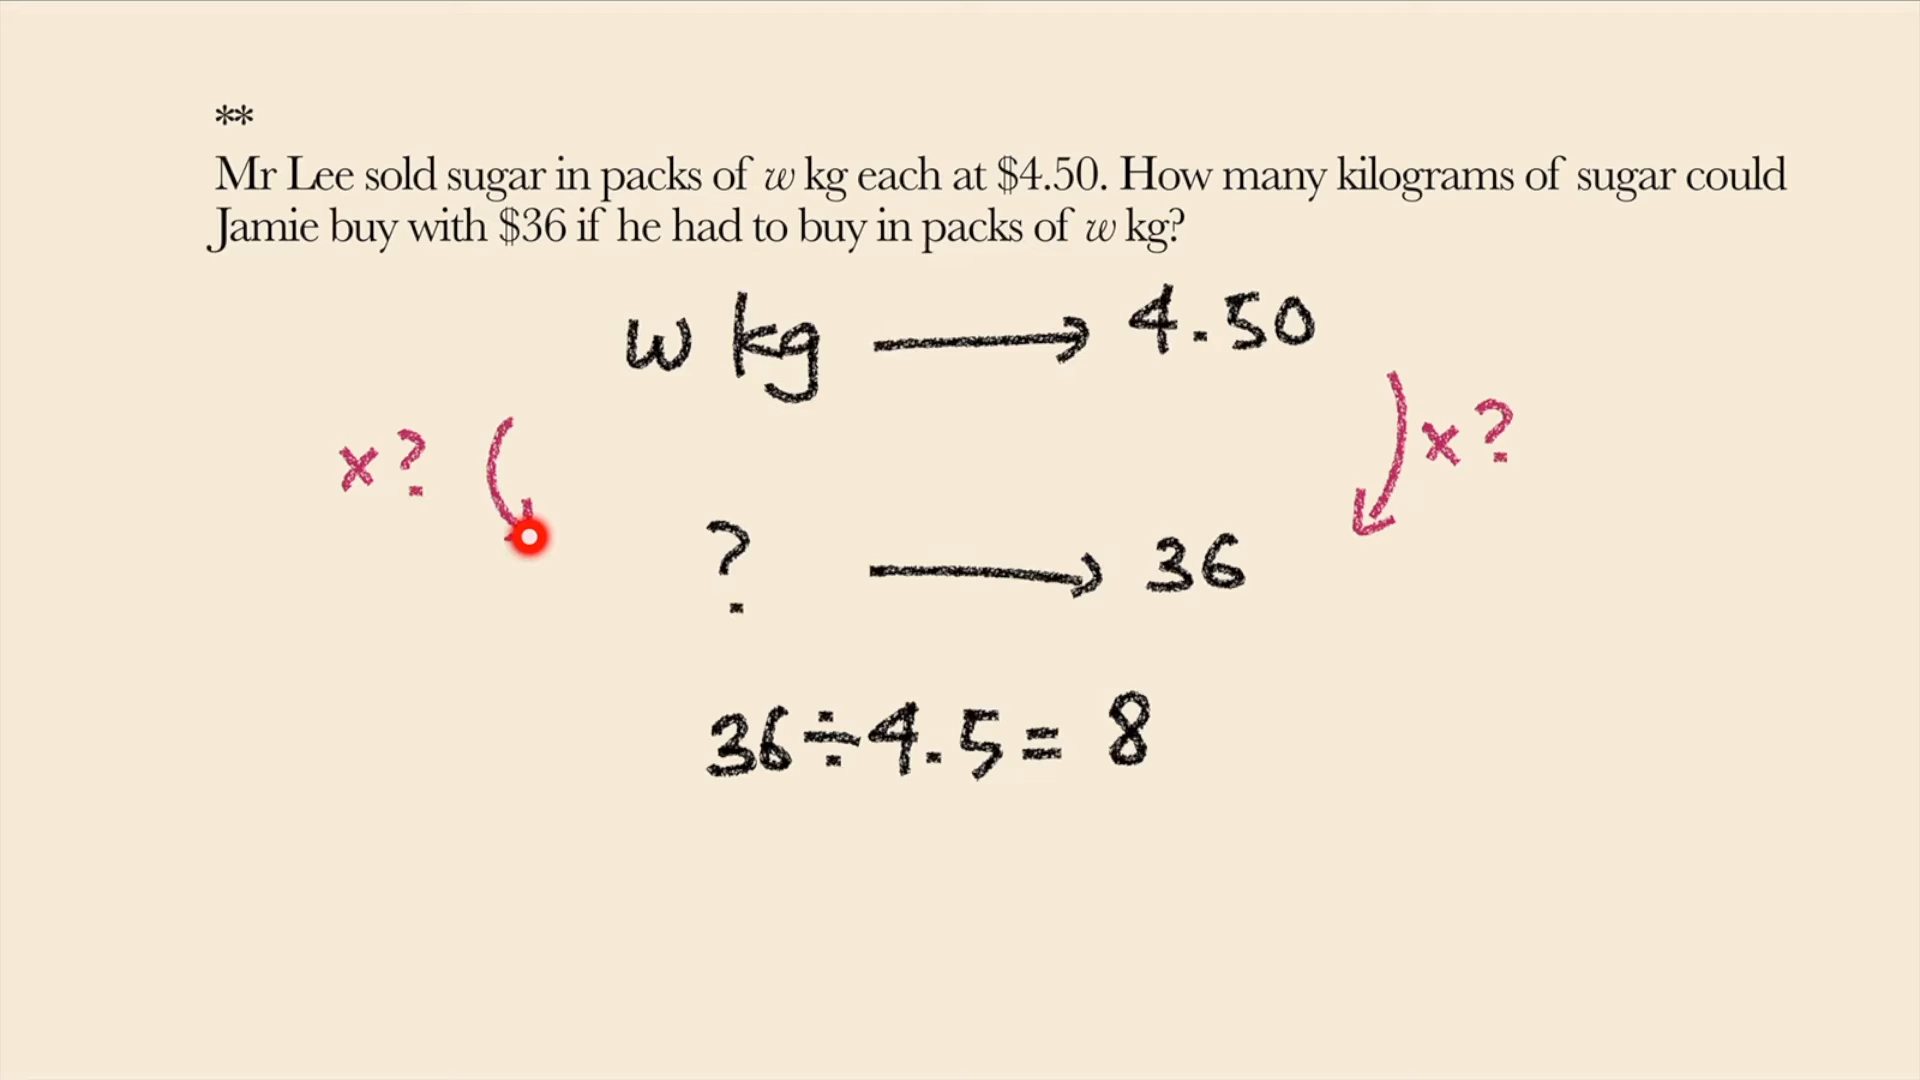 **
Mr Lee sold sugar in packs of w kg each at $4.50. How many kilograms of sugar could
Jamie buy with $36 if he had to buy in packs of w kg?
w kg → 4.50
x ? x ?
? → 36
36÷4.5= 8